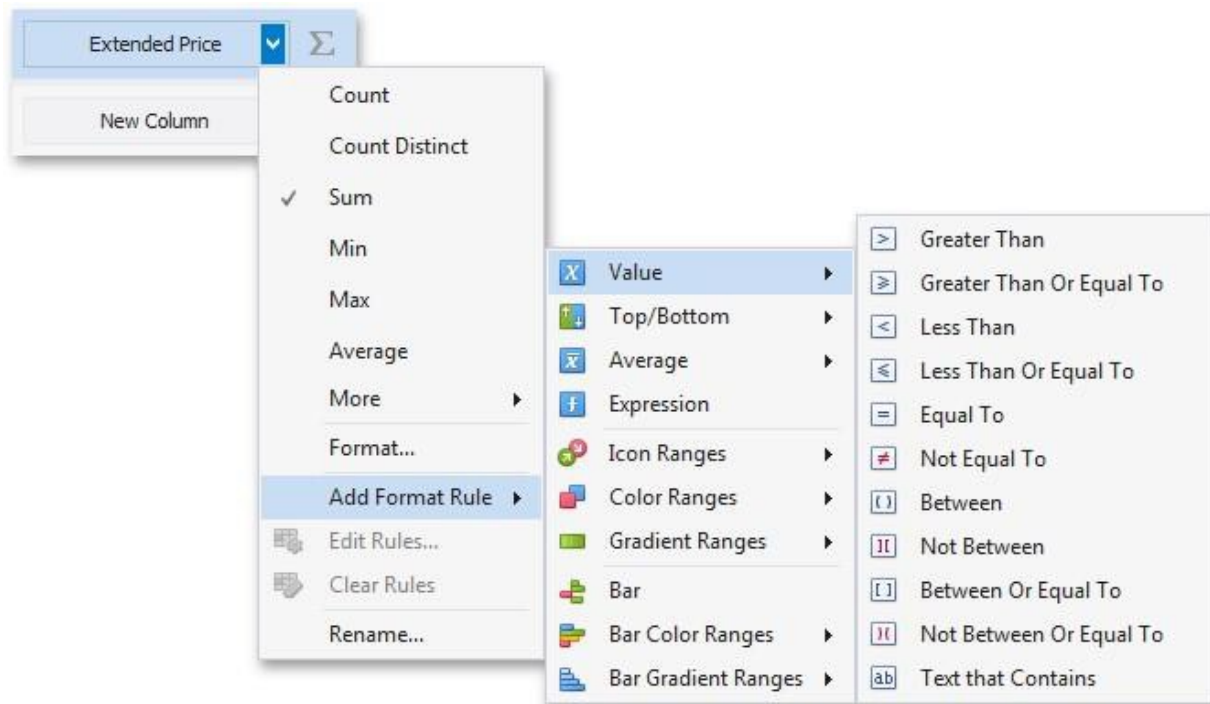 Extended Price Σ
New Column
Count
Count Distinct
Sum
Min
Max
Average
More
Format...
Add Format Rule
Edit Rules...
Clear Rules
Rename...
Value
Top/Bottom
Average
Expression
Icon Ranges
Color Ranges
Gradient Ranges
Bar
Bar Color Ranges
Bar Gradient Ranges
Greater Than
Greater Than Or Equal To
Less Than
Less Than Or Equal To
Equal To
Not Equal To
Between
Not Between
Between Or Equal To
Not Between Or Equal To
ab Text that Contains